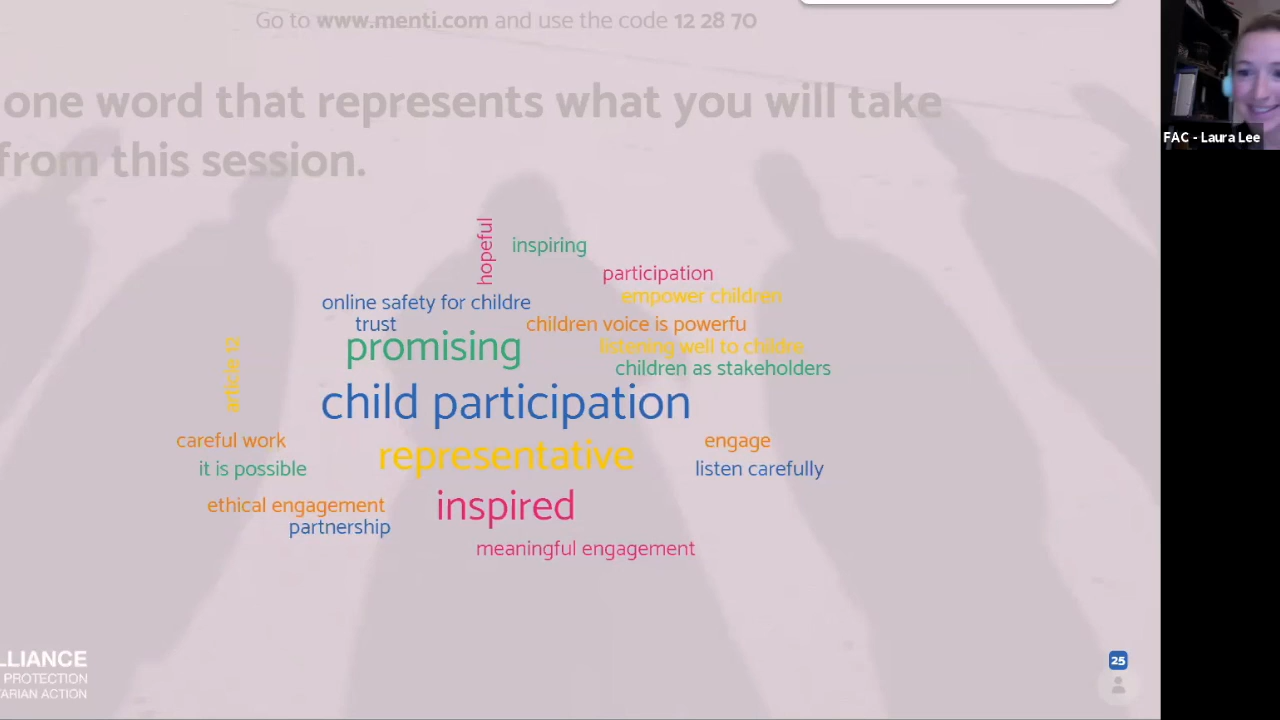 Go to www.menti.com and use the code 12 28 70
one word that represents what you will take
from this session.
FAC - Laura Lee
hopeful
inspiring
participation
empower children
online safety for childre
trust
children voice is powerfu
promising
listening well to childre
children as stakeholders
article 12
child participation
careful work
representative
engage
it is possible
listen carefully
ethical engagement
inspired
partnership
meaningful engagement
LLIANCE
PROTECTION
TARIAN ACTION
25